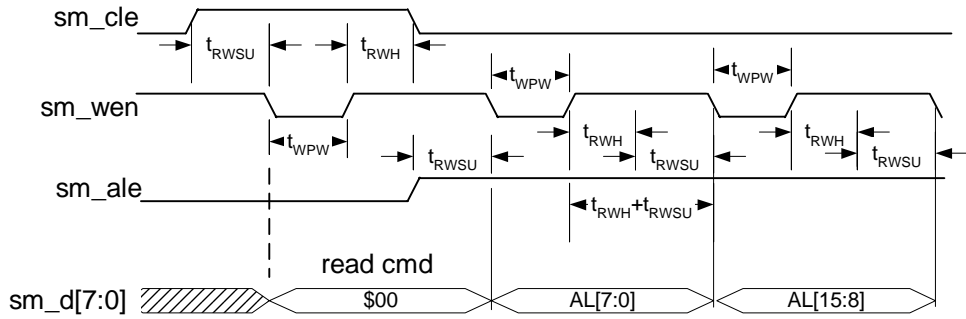 sm_cle
tRWSU
tRWH
tWPW
tWPW
sm_wen
tWPW
tRWH
tRWH
tRWSU
tRWSU
tRWSU
sm_ale
tRWH+tRWSU
read cmd
sm_d[7:0]
$00
AL[7:0]
AL[15:8]